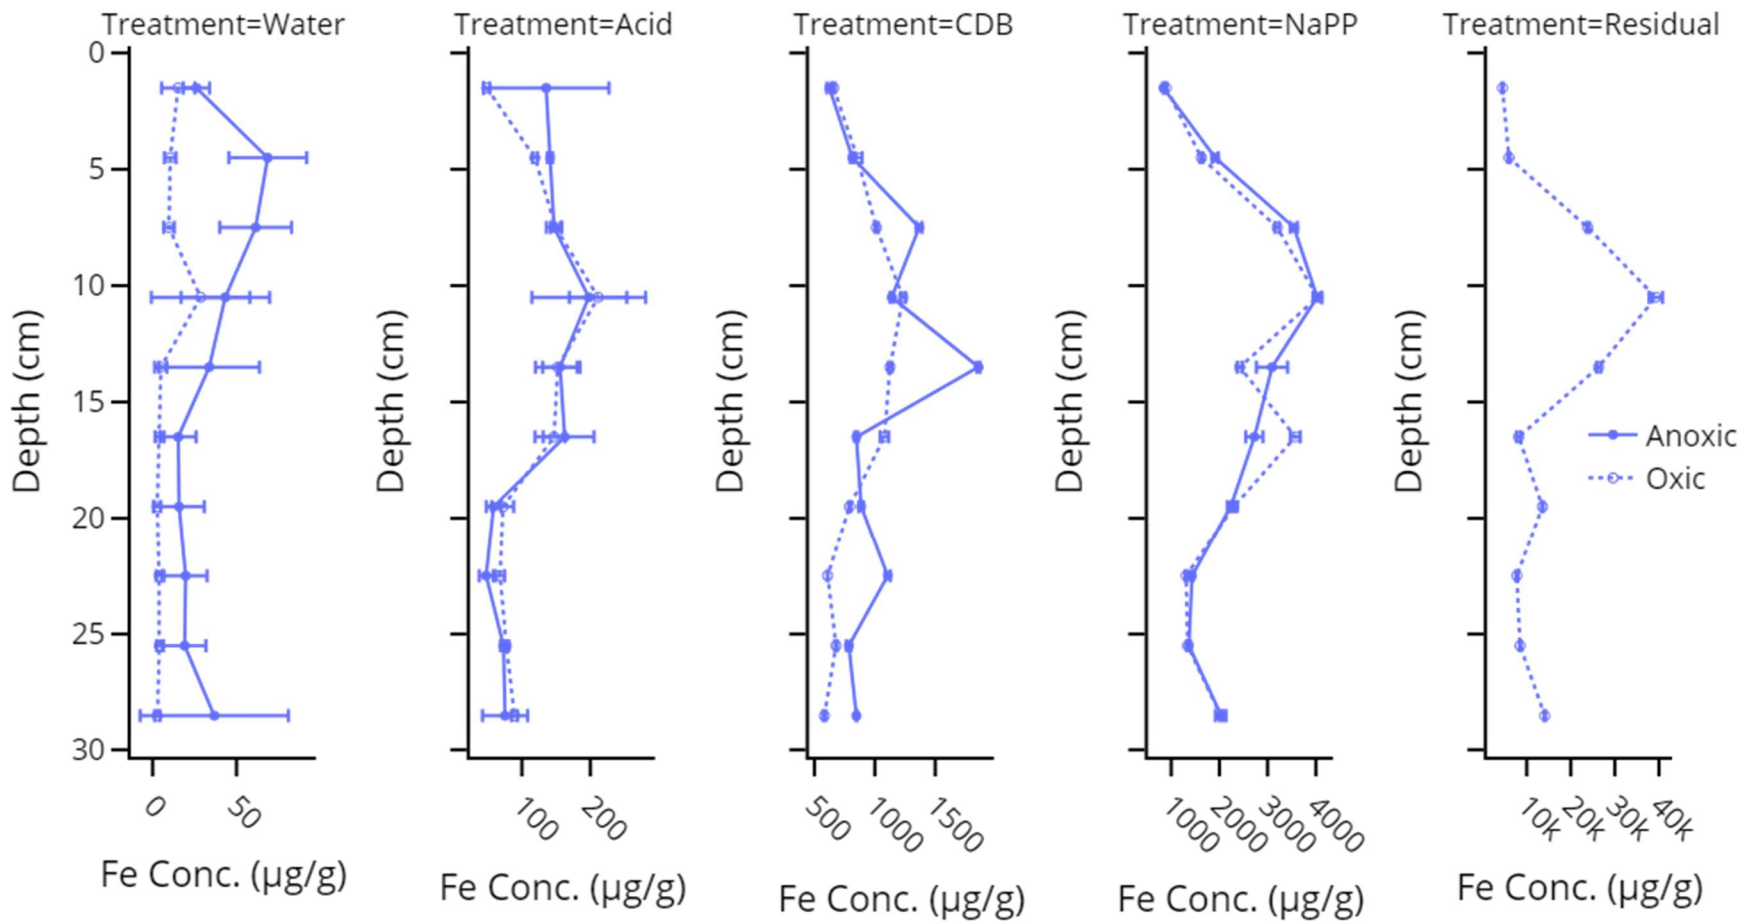 Treatment=Water
Treatment=Acid
Treatment=CDB
Treatment=NaPP
Treatment=Residual
0
5
10
15
20
25
30
Depth (cm)
Depth (cm)
Depth (cm)
Depth (cm)
Depth (cm)
Anoxic
Oxic
0
50
100
200
500
1000
1500
1000
2000
3000
4000
10k
20k
30k
40k
Fe Conc. (μg/g)
Fe Conc. (μg/g)
Fe Conc. (μg/g)
Fe Conc. (μg/g)
Fe Conc. (μg/g)